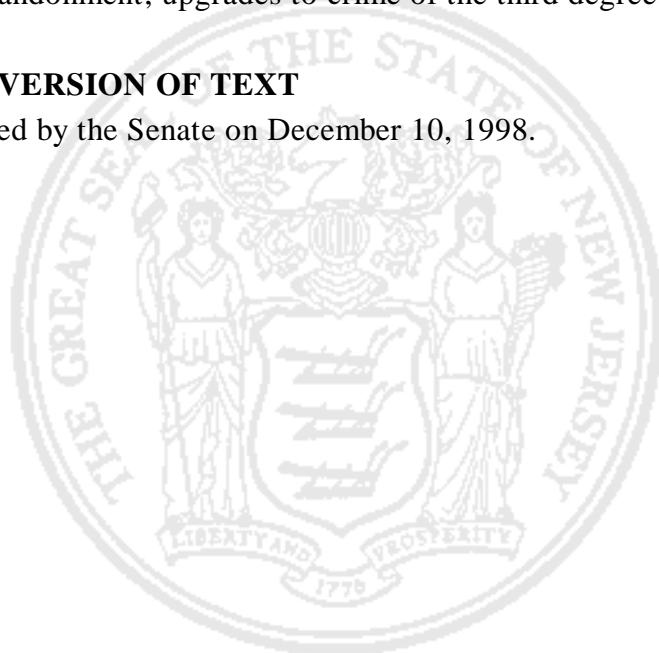 andonment; upgrades to crime of the third degree
VERSION OF TEXT
ed by the Senate on December 10, 1998.
THE GREAT SEAL OF THE STATE OF NEW JERSEY
LIBERTY AND PROSPERITY
1776